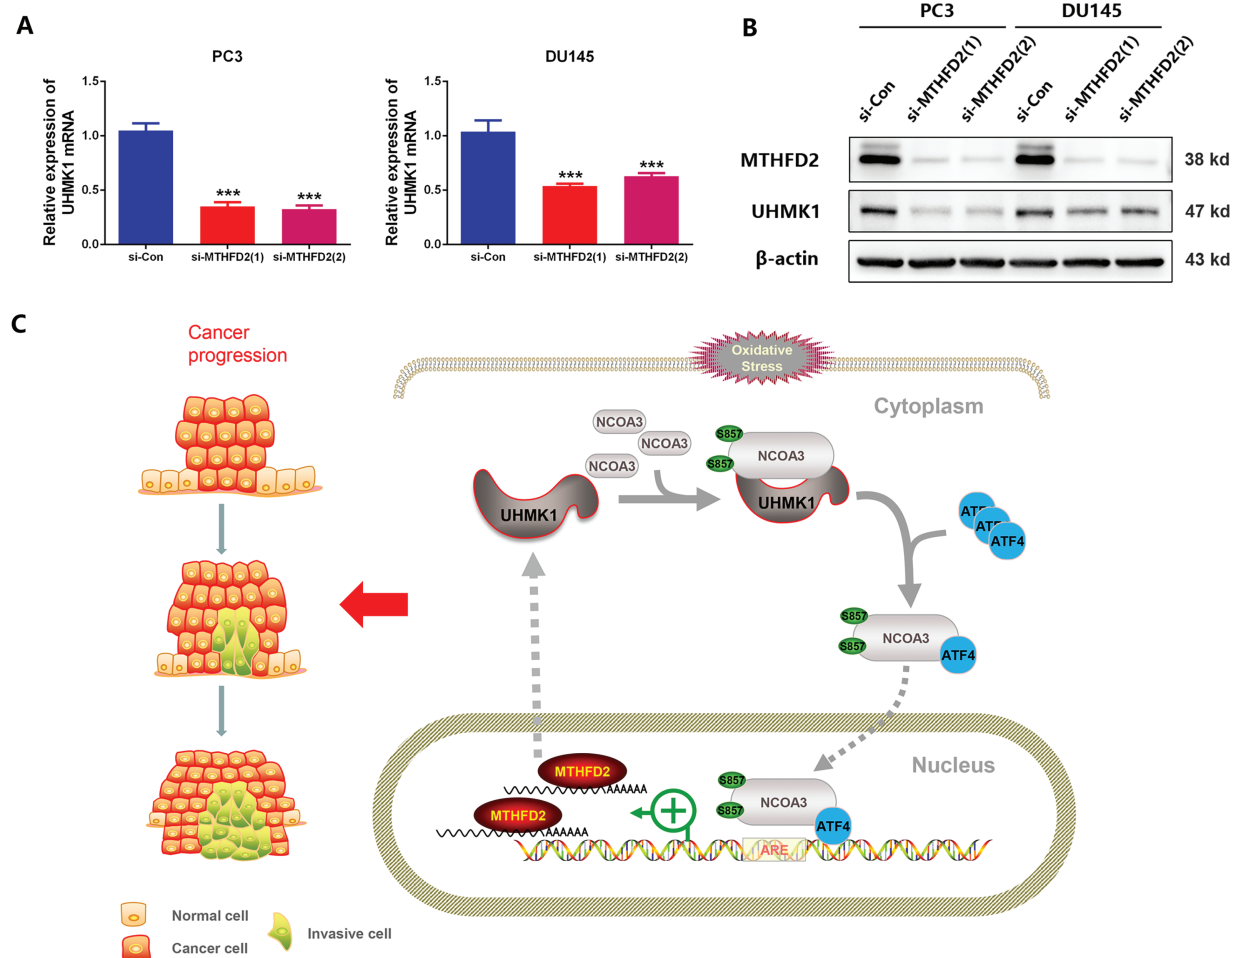 A
PC3
Relative expression of
UHMK1 mRNA
1.5
1.0
0.5
0.0
***
***
si-Con
si-MTHFD2(1)
si-MTHFD2(2)
DU145
Relative expression of
UHMK1 mRNA
1.5
1.0
0.5
0.0
***
***
si-Con
si-MTHFD2(1)
si-MTHFD2(2)
B
PC3
DU145
si-Con
si-MTHFD2(1)
si-MTHFD2(2)
si-Con
si-MTHFD2(1)
si-MTHFD2(2)
MTHFD2
38 kd
UHMK1
47 kd
β-actin
43 kd
C
Cancer
progression
Oxidative
Stress
Cytoplasm
NCOA3
NCOA3
NCOA3
UHMK1
S857
S857
NCOA3
UHMK1
ATF
ATF
ATF4
S857
S857
NCOA3
ATF4
Nucleus
MTHFD2
AAAAAA
MTHFD2
AAAAAA
S857
S857
NCOA3
ATF4
ARE
Normal cell
Cancer cell
Invasive cell